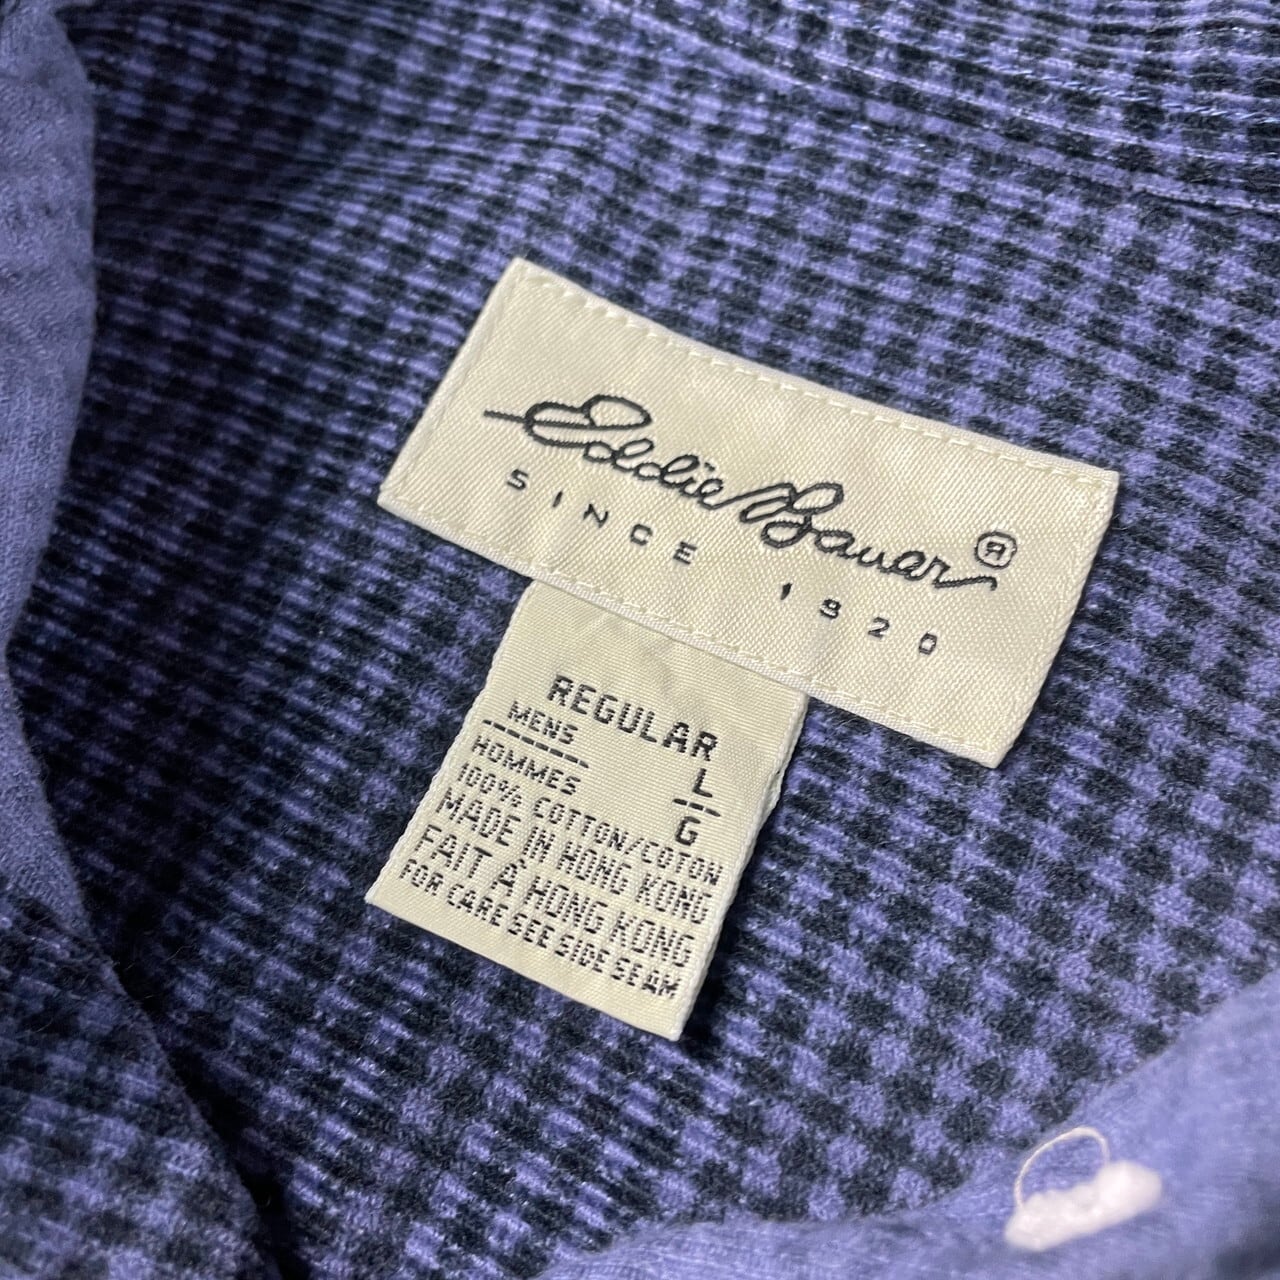 Eddie Bauer ®
SINCE 1920
REGULAR
MENS L
HOMMES G
100% COTTON/COTON
MADE IN HONG KONG
FAIT À HONG KONG
FOR CARE SEE SIDE SEAM